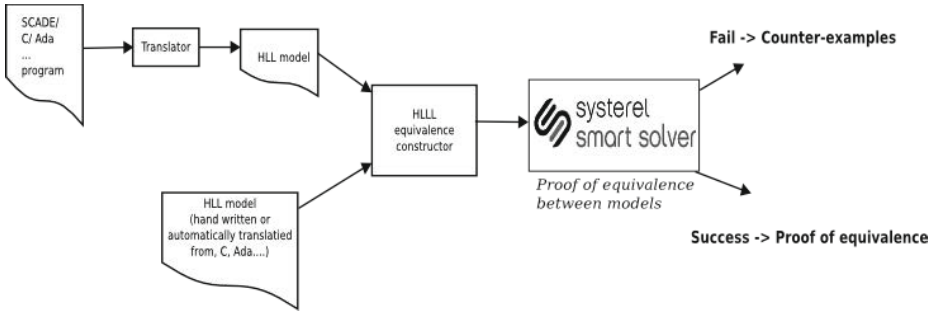 SCADE/
C/ Ada
...
program
Translator
HLL model
HLLL
equivalence
constructor
HLL model
(hand written or
automatically translatied
from, C, Ada....)
systerel
smart solver
Proof of equivalence
between models
Fail -> Counter-examples
Success -> Proof of equivalence